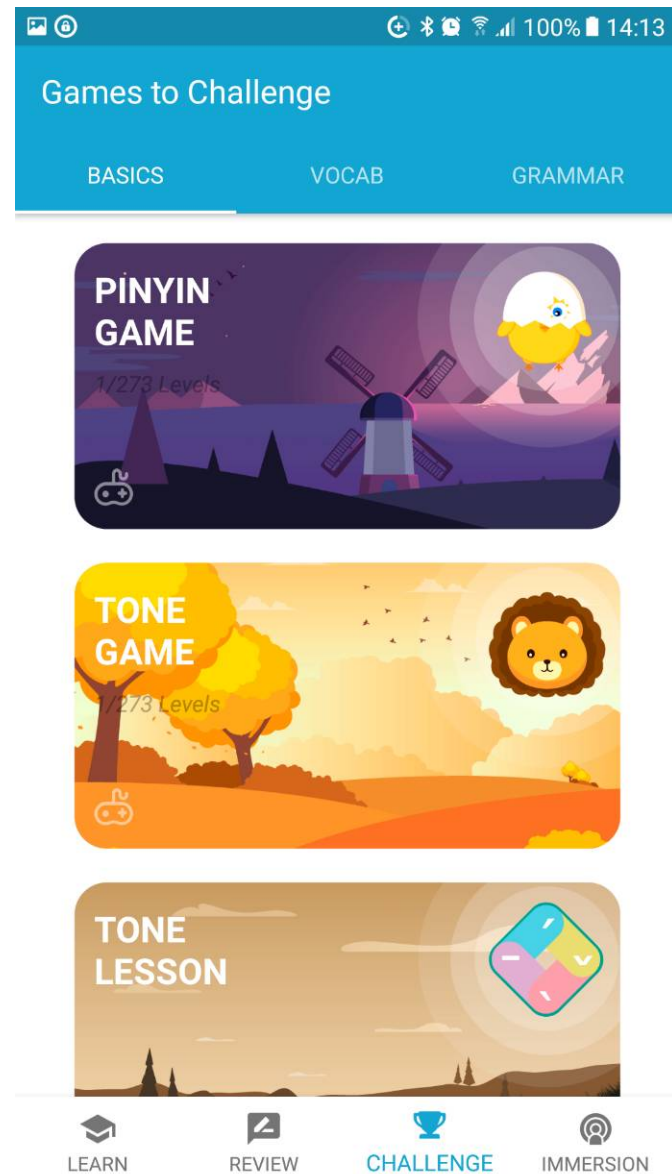 100% 14:13
Games to Challenge
BASICS VOCAB GRAMMAR
PINYIN
GAME
1/273 Levels
TONE
GAME
1/273 Levels
TONE
LESSON
LEARN REVIEW CHALLENGE IMMERSION